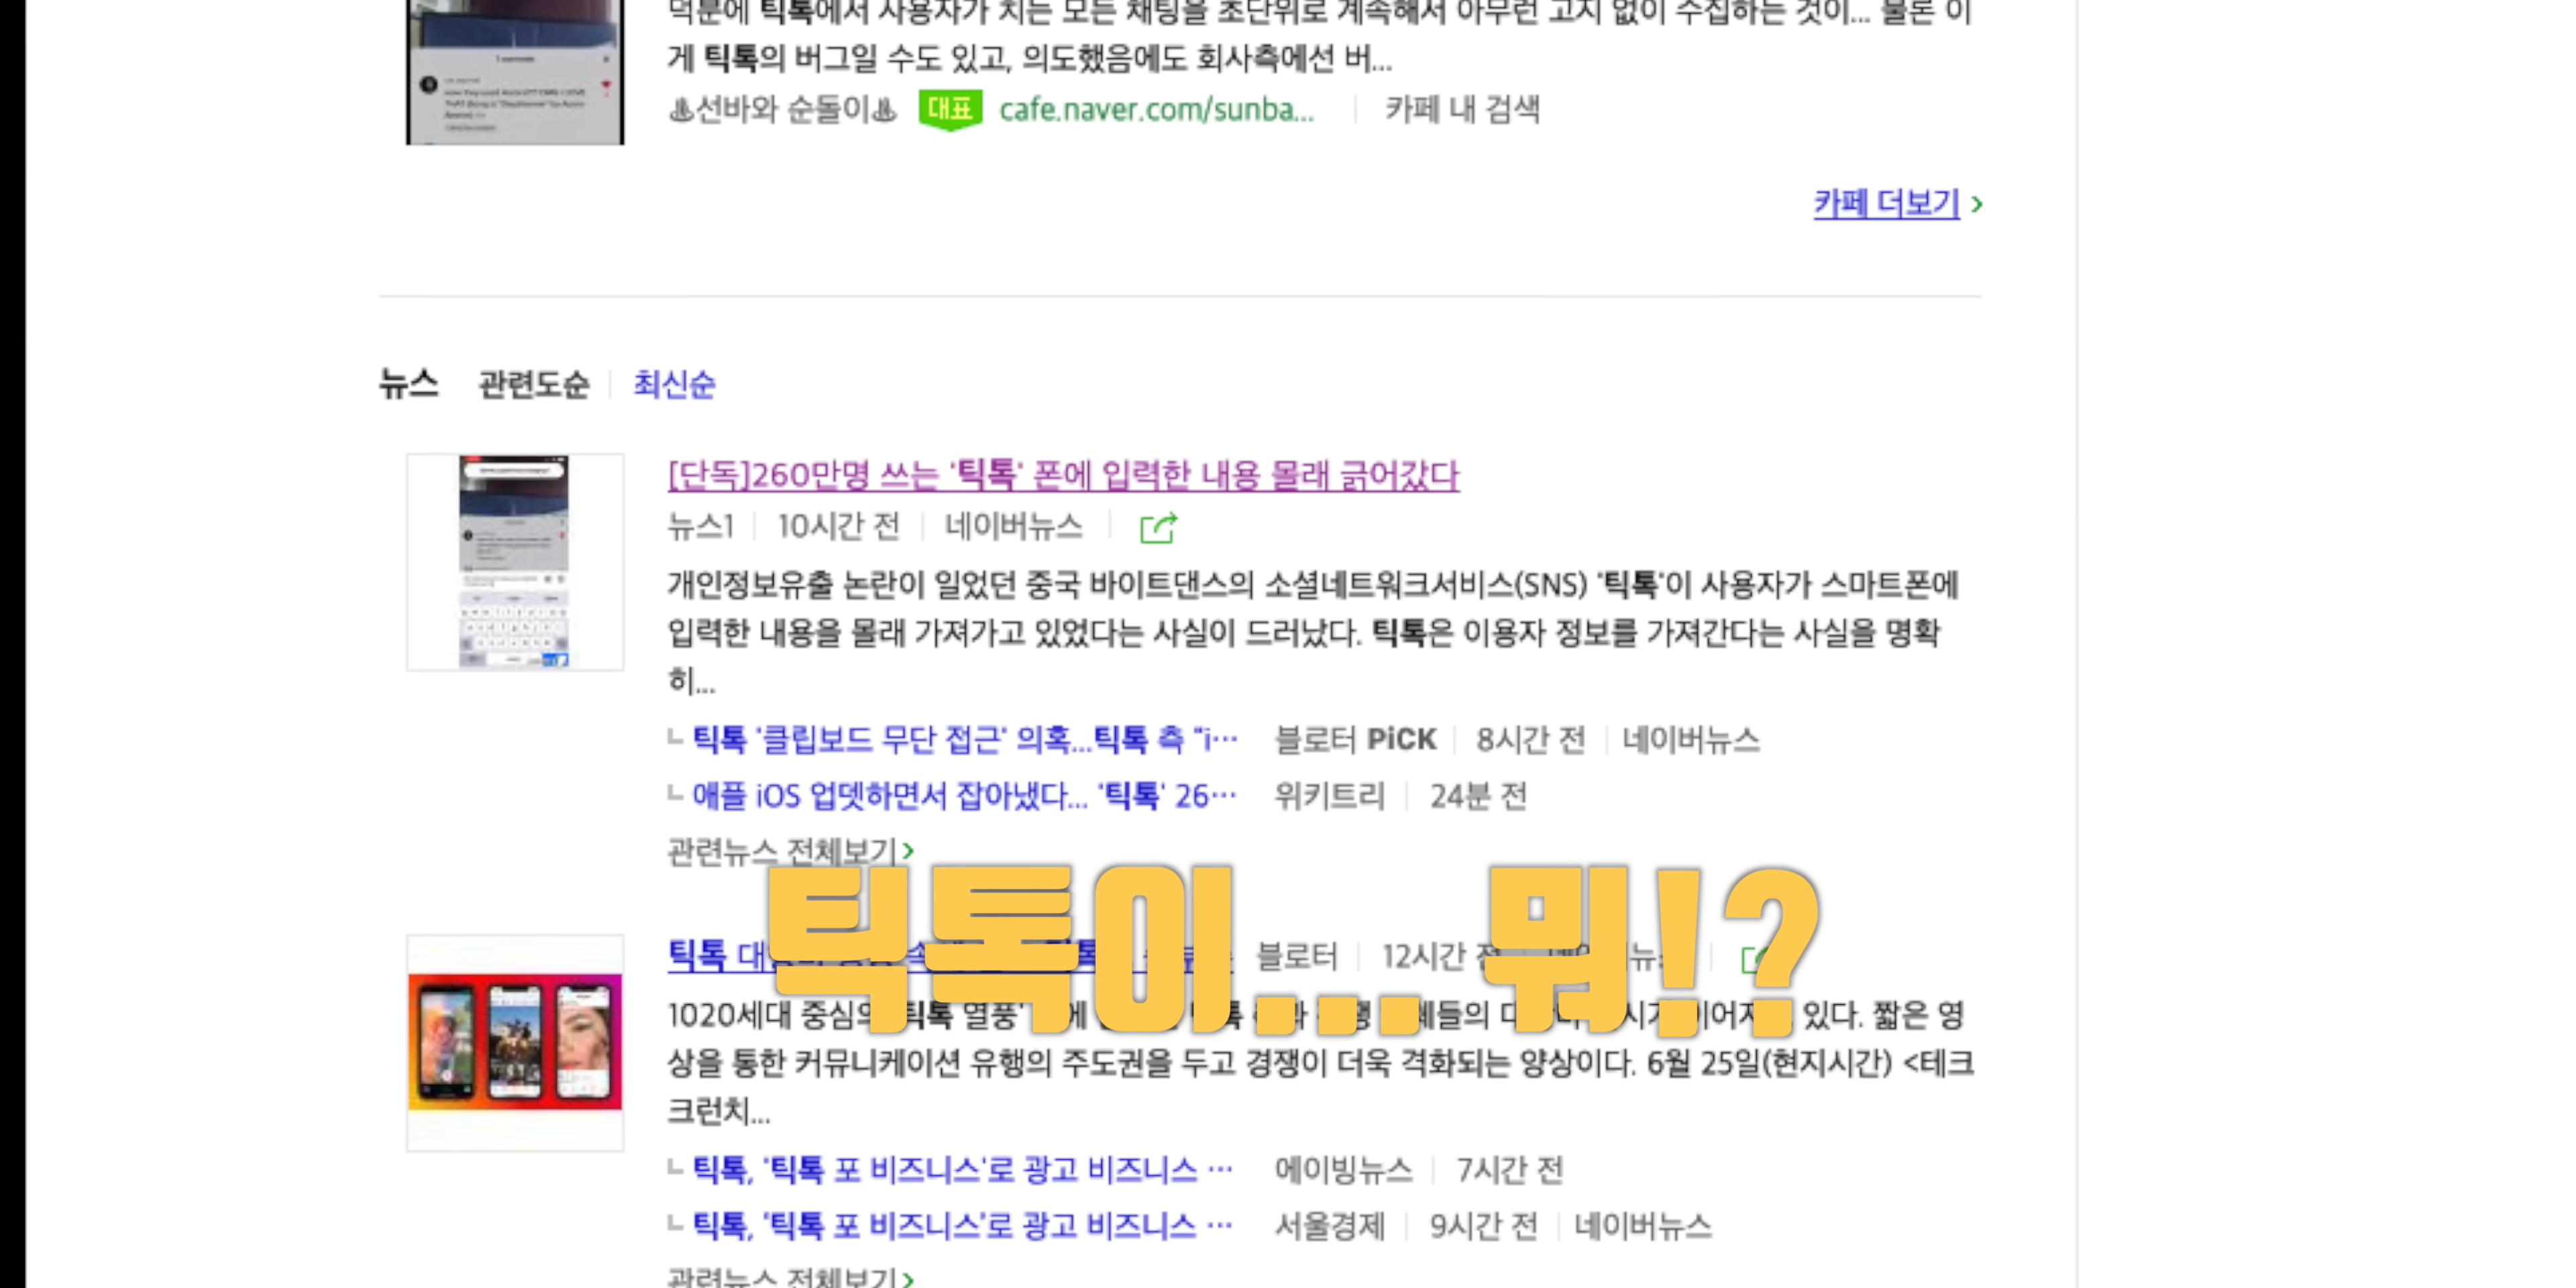 덕분에 틱톡에서 사용자가 치는 모든 채팅을 초단위로 계속해서 아무런 고지 없이 수집하는 것이... 물론 이
게 틱톡의 버그일 수도 있고, 의도했음에도 회사측에선 버...
♨선바와 순돌이♨ 대표 cafe.naver.com/sunba... 카페 내 검색
카페 더보기 >
뉴스 관련도순 최신순
[단독]260만명 쓰는 '틱톡' 폰에 입력한 내용 몰래 긁어갔다
뉴스1 10시간 전 네이버뉴스
개인정보유출 논란이 일었던 중국 바이트댄스의 소셜네트워크서비스(SNS) '틱톡'이 사용자가 스마트폰에
입력한 내용을 몰래 가져가고 있었다는 사실이 드러났다. 틱톡은 이용자 정보를 가져간다는 사실을 명확
히...
틱톡 '클립보드 무단 접근' 의혹...틱톡 측 "i… 블로터 PiCK 8시간 전 네이버뉴스
애플 iOS 업뎃하면서 잡아냈다... '틱톡' 26… 위키트리 24분 전
관련뉴스 전체보기 >
틱톡이... 뭐!?
틱톡 블로터 12시간
1020세대 중심의 틱톡 열풍' 있다. 짧은 영
상을 통한 커뮤니케이션 유행의 주도권을 두고 경쟁이 더욱 격화되는 양상이다. 6월 25일(현지시간) <테크
크런치...
틱톡, '틱톡 포 비즈니스'로 광고 비즈니스 … 에이빙뉴스 7시간 전
틱톡, '틱톡 포 비즈니스'로 광고 비즈니스 … 서울경제 9시간 전 네이버뉴스
관련뉴스 전체보기 >